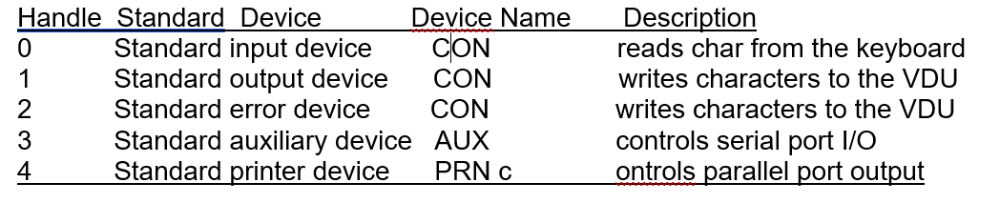 Handle Standard Device Device Name Description
0 Standard input device CON reads char from the keyboard
1 Standard output device CON writes characters to the VDU
2 Standard error device CON writes characters to the VDU
3 Standard auxiliary device AUX controls serial port I/O
4 Standard printer device PRN c ontrols parallel port output